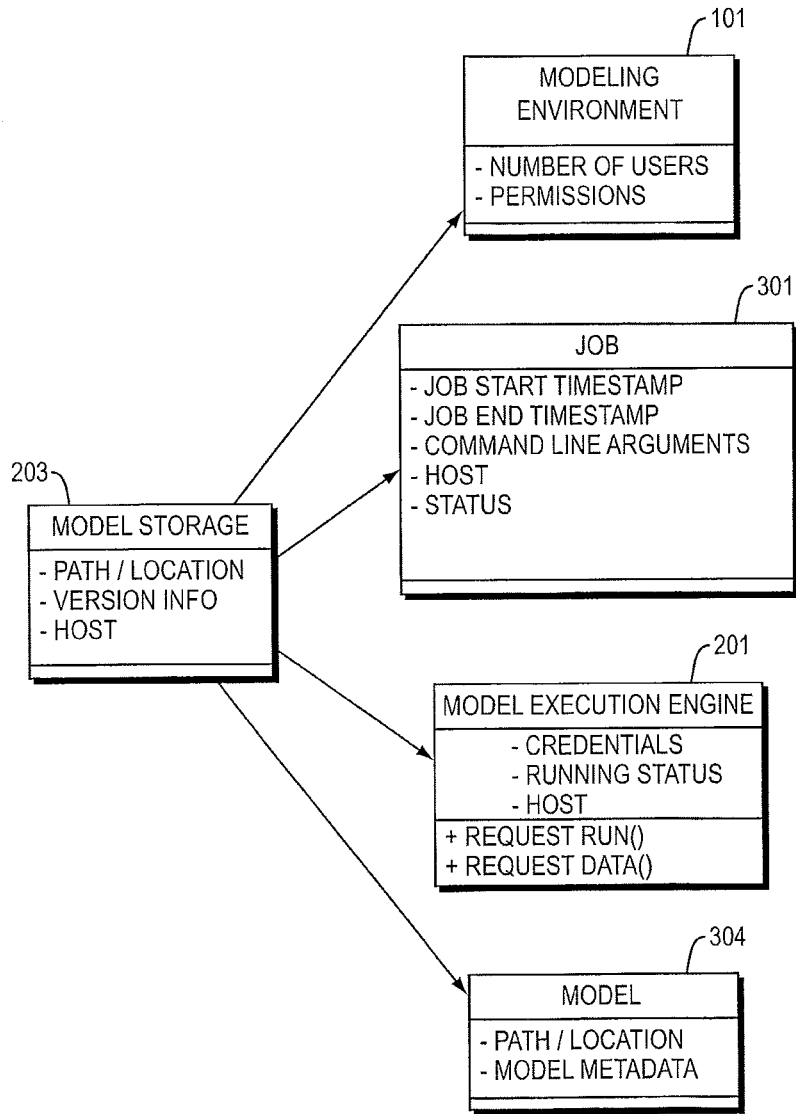 101
MODELING
ENVIRONMENT
- NUMBER OF USERS
- PERMISSIONS
301
JOB
- JOB START TIMESTAMP
- JOB END TIMESTAMP
- COMMAND LINE ARGUMENTS
- HOST
- STATUS
203
MODEL STORAGE
- PATH / LOCATION
- VERSION INFO
- HOST
201
MODEL EXECUTION ENGINE
- CREDENTIALS
- RUNNING STATUS
- HOST
+ REQUEST RUN()
+ REQUEST DATA()
304
MODEL
- PATH / LOCATION
- MODEL METADATA